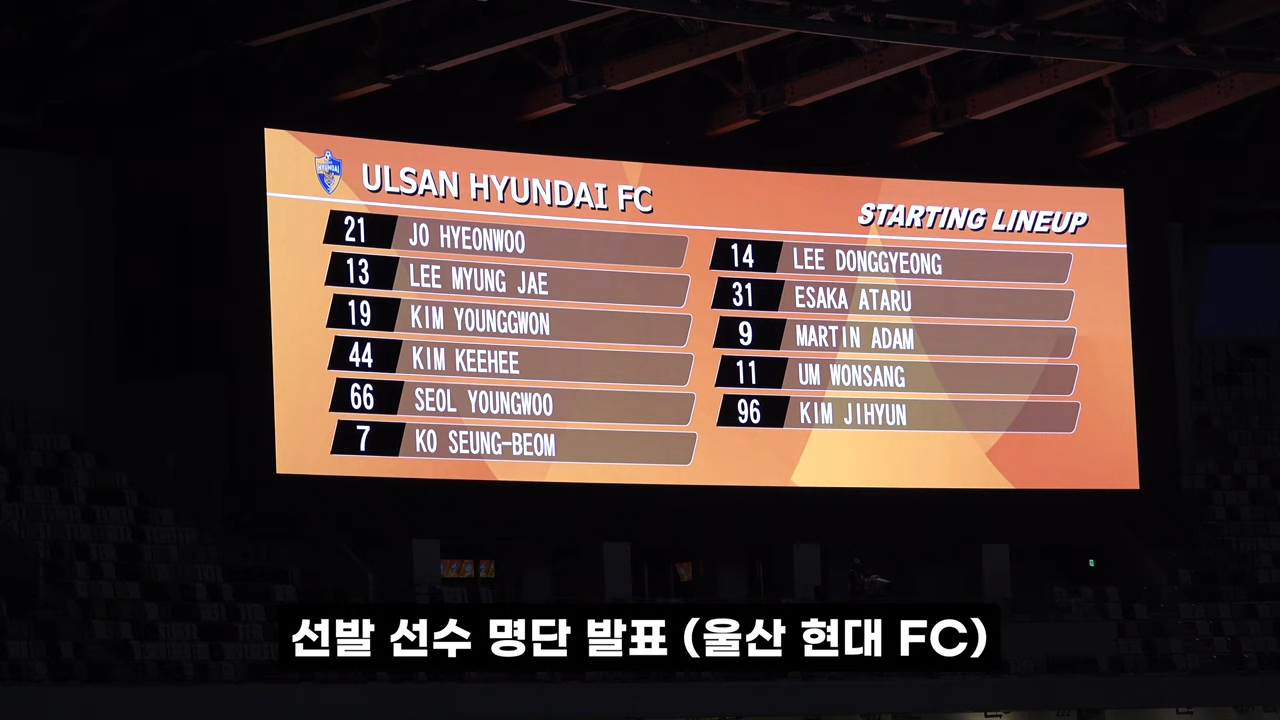 HYUNDAI
ULSAN HYUNDAI FC
STARTING LINEUP
21 JO HYEONWOO
13 LEE MYUNG JAE
19 KIM YOUNGGWON
44 KIM KEEHEE
66 SEOL YOUNGWOO
7 KO SEUNG-BEOM
14 LEE DONGGYEONG
31 ESAKA ATARU
9 MARTIN ADAM
11 UM WONSANG
96 KIM JIHYUN
선발 선수 명단 발표 (울산 현대 FC)